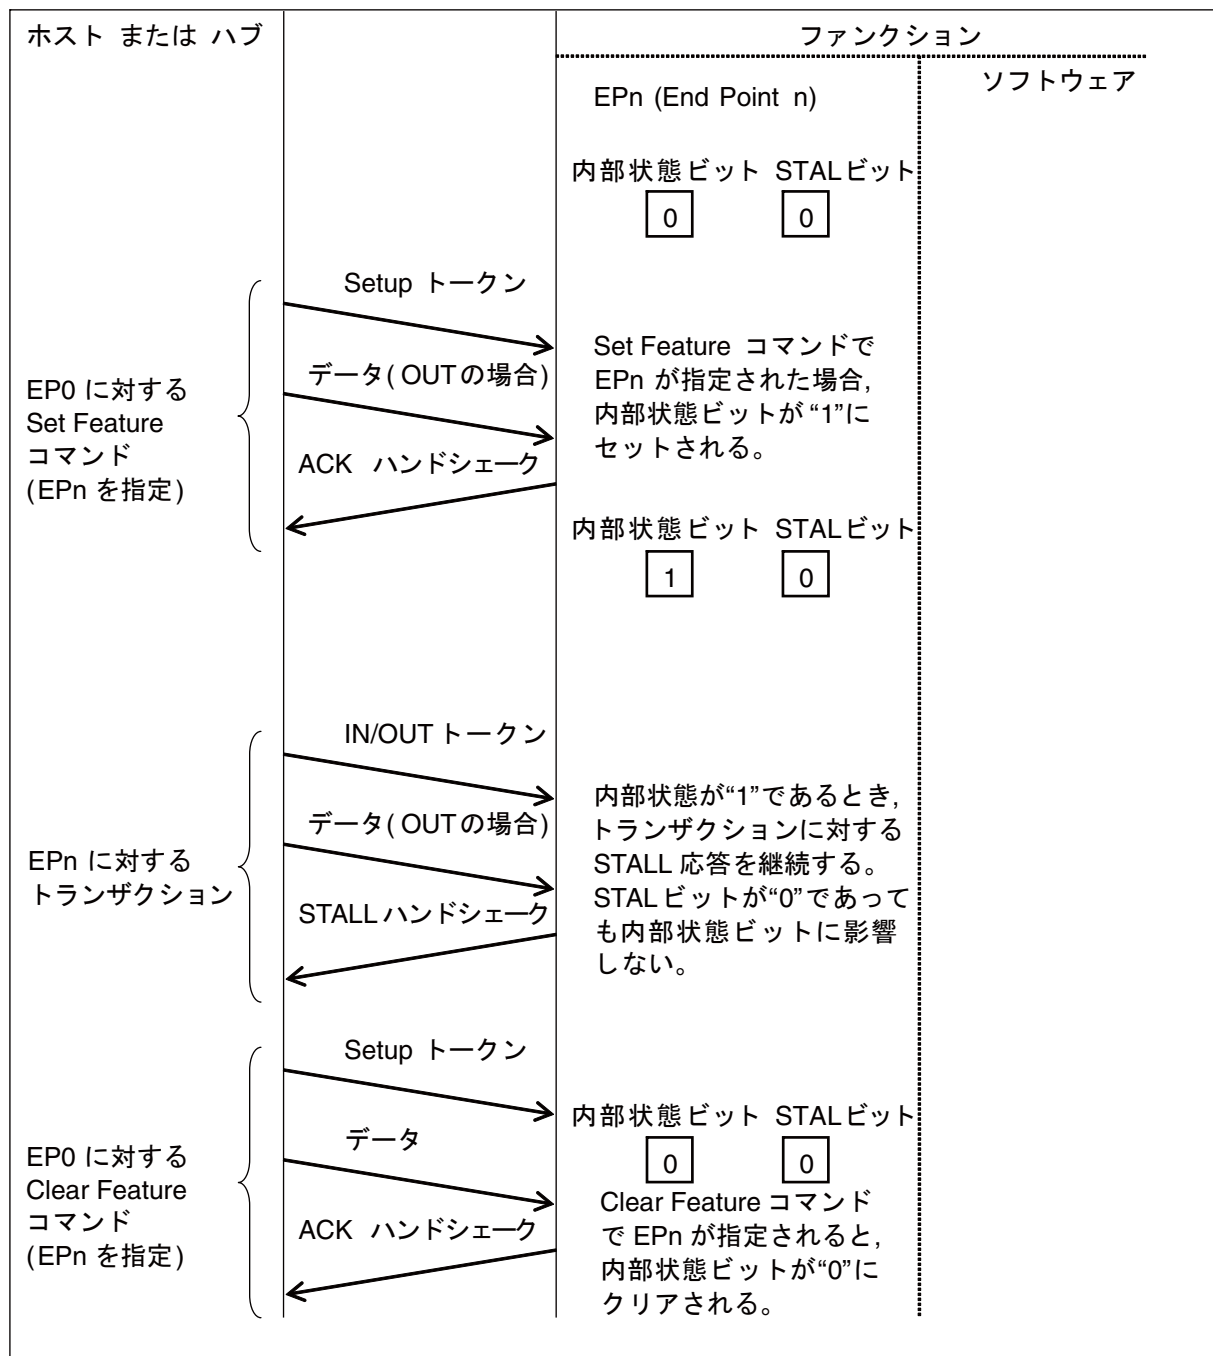 ホスト または ハブ
ファンクション
ソフトウェア
EPn (End Point n)
内部状態ビット STALビット
0 0
Setup トークン
データ(OUTの場合)
ACK ハンドシェーク
EP0 に対する
Set Feature
コマンド
(EPn を指定)
Set Feature コマンドで
EPn が指定された場合,
内部状態ビットが“1”に
セットされる。
内部状態ビット STALビット
1 0
IN/OUTトークン
データ(OUTの場合)
STALLハンドシェーク
EPn に対する
トランザクション
内部状態が“1”であるとき,
トランザクションに対する
STALL 応答を継続する。
STALビットが“0”であって
も内部状態ビットに影響
しない。
Setup トークン
データ
ACK ハンドシェーク
EP0 に対する
Clear Feature
コマンド
(EPn を指定)
内部状態ビット STALビット
0 0
Clear Feature コマンド
で EPn が指定されると,
内部状態ビットが“0”に
クリアされる。